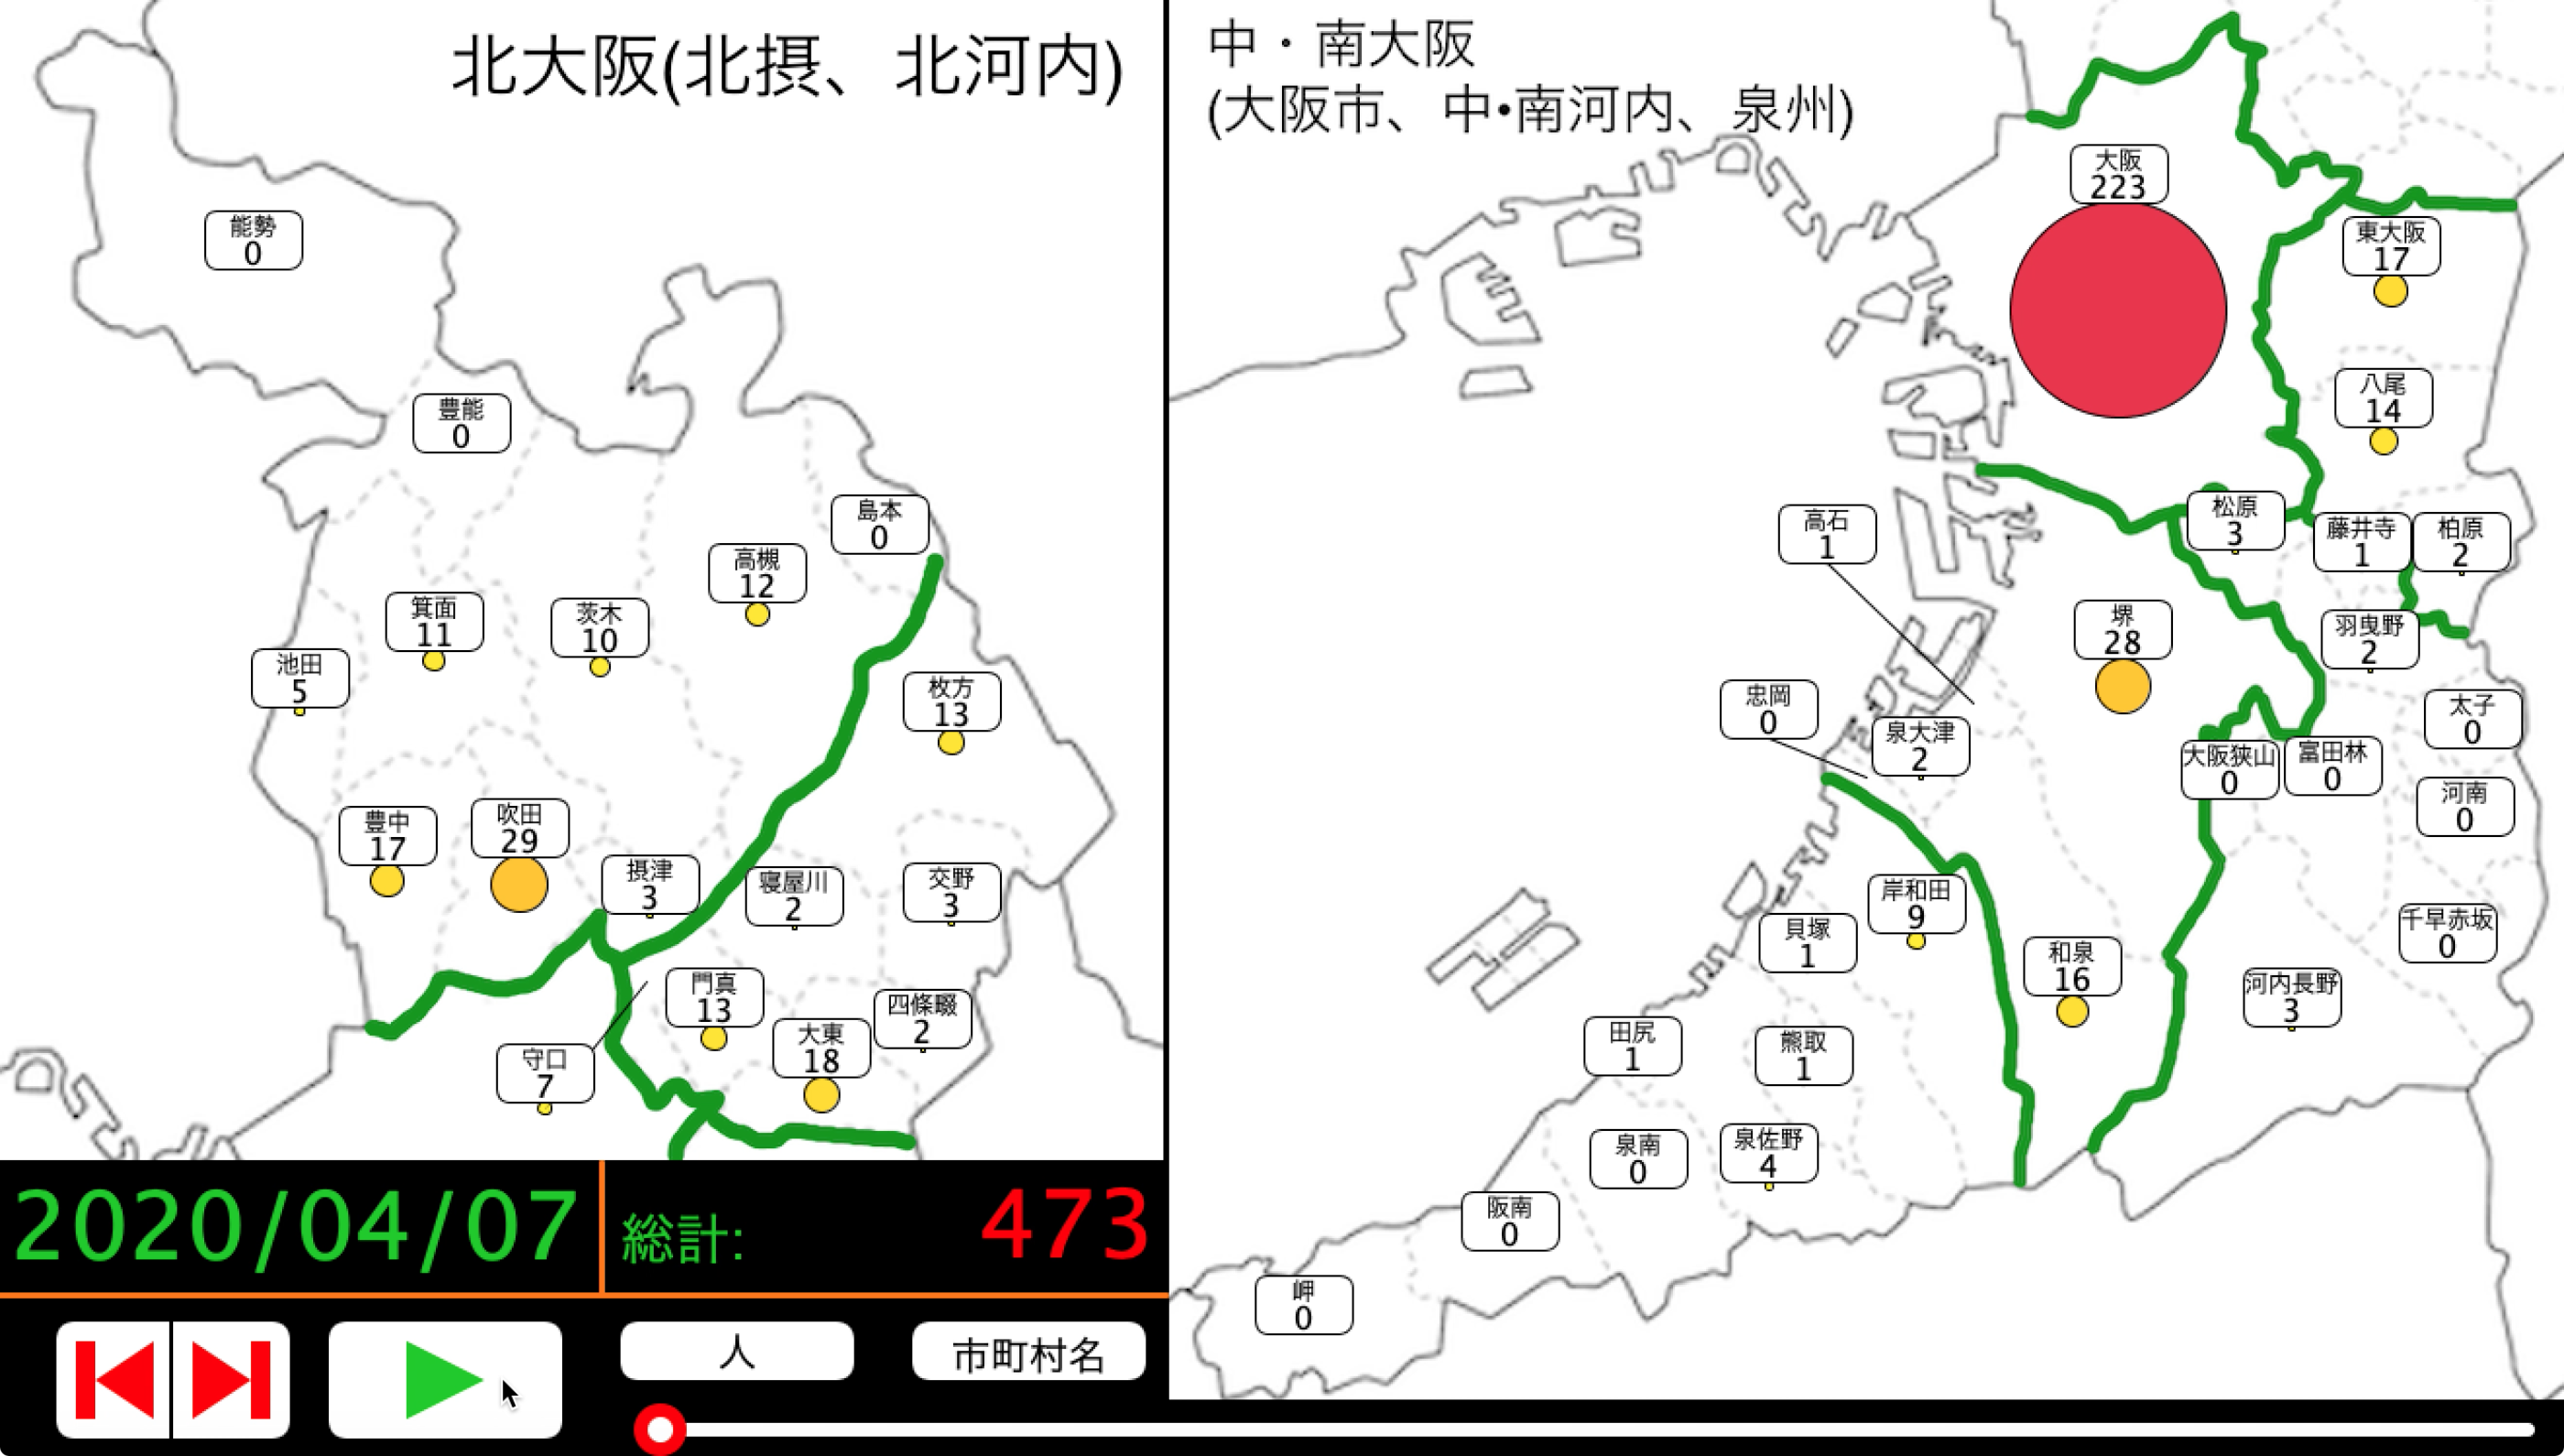 北大阪(北摂、北河内)
能勢
0
豊能
0
島本
0
高槻
12
箕面
11
茨木
10
池田
5
枚方
13
豊中
17
吹田
29
摂津
3
寝屋川
2
交野
3
門真
13
四條畷
2
大東
18
守口
7
2020/04/07
総計:
473
人
市町村名
中・南大阪
(大阪市、中•南河内、泉州)
大阪
223
東大阪
17
八尾
14
松原
3
藤井寺
1
柏原
2
高石
1
堺
28
羽曳野
2
忠岡
0
泉大津
2
太子
0
大阪狭山
0
富田林
0
河南
0
岸和田
9
貝塚
1
千早赤坂
0
和泉
16
河内長野
3
田尻
1
熊取
1
泉南
0
泉佐野
4
阪南
0
岬
0